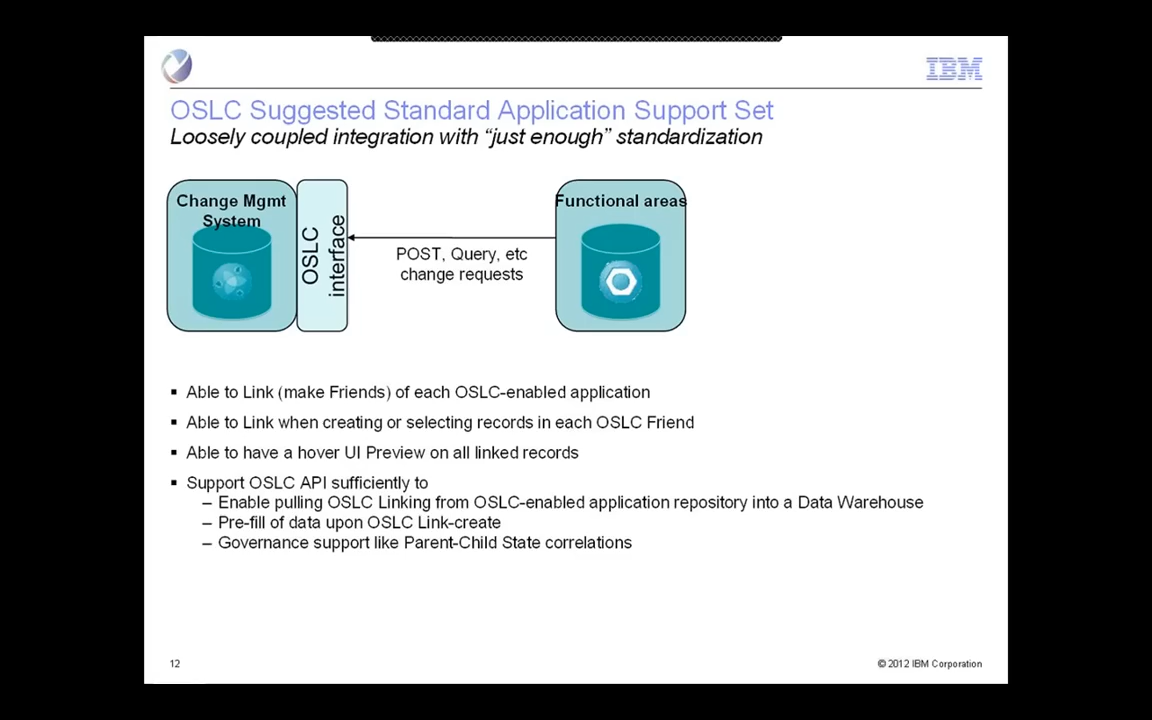 IBM
OSLC Suggested Standard Application Support Set
Loosely coupled integration with “just enough” standardization
Change Mgmt
System
OSLC
interface
POST, Query, etc
change requests
Functional areas
▪ Able to Link (make Friends) of each OSLC-enabled application
▪ Able to Link when creating or selecting records in each OSLC Friend
▪ Able to have a hover UI Preview on all linked records
▪ Support OSLC API sufficiently to
– Enable pulling OSLC Linking from OSLC-enabled application repository into a Data Warehouse
– Pre-fill of data upon OSLC Link-create
– Governance support like Parent-Child State correlations
12
© 2012 IBM Corporation